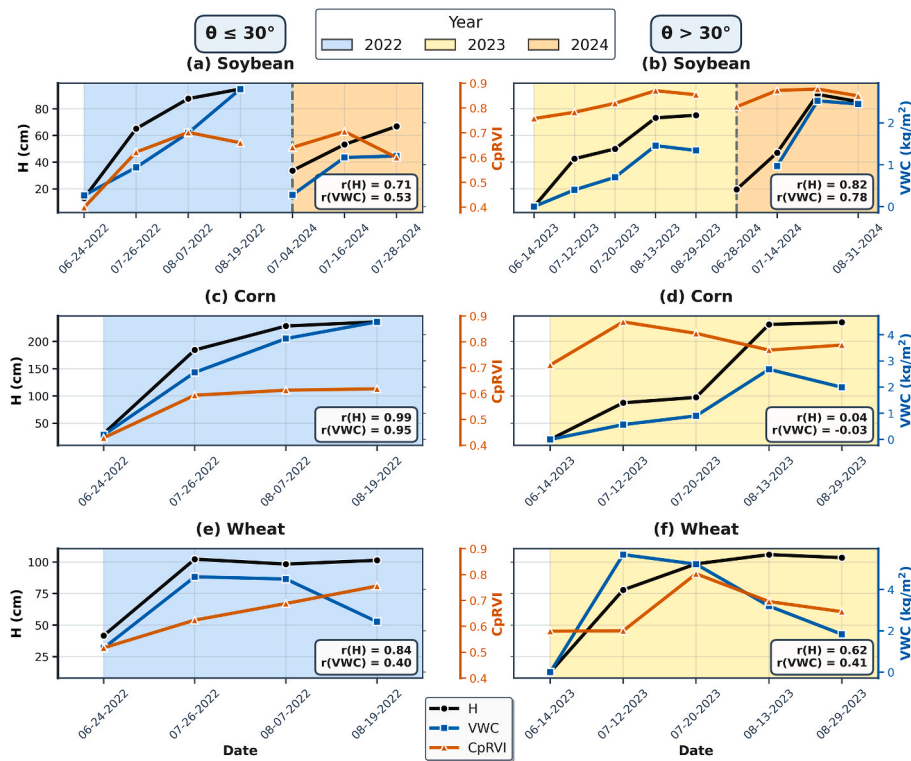 Year
2022 2023 2024
θ ≤ 30° θ > 30°
(a) Soybean (b) Soybean
H (cm)
80
60
40
20
r(H) = 0.71
r(VWC) = 0.53
06-24-2022 07-26-2022 08-07-2022 08-19-2022 07-04-2024 07-16-2024 07-28-2024
CpRVI
0.9
0.8
0.7
0.6
0.5
0.4
r(H) = 0.82
r(VWC) = 0.78
2
1
0
VWC (kg/m²)
06-14-2023 07-12-2023 07-20-2023 08-13-2023 08-29-2023 06-28-2024 07-14-2024 08-31-2024
(c) Corn (d) Corn
H (cm)
200
150
100
50
r(H) = 0.99
r(VWC) = 0.95
06-24-2022 07-26-2022 08-07-2022 08-19-2022
CpRVI
0.9
0.8
0.7
0.6
0.5
0.4
r(H) = 0.04
r(VWC) = -0.03
4
3
2
1
0
VWC (kg/m²)
06-14-2023 07-12-2023 07-20-2023 08-13-2023 08-29-2023
(e) Wheat (f) Wheat
H (cm)
100
75
50
25
r(H) = 0.84
r(VWC) = 0.40
06-24-2022 07-26-2022 08-07-2022 08-19-2022
Date
CpRVI
0.9
0.8
0.7
0.6
0.5
0.4
r(H) = 0.62
r(VWC) = 0.41
4
2
0
VWC (kg/m²)
06-14-2023 07-12-2023 07-20-2023 08-13-2023 08-29-2023
Date
H
VWC
CpRVI